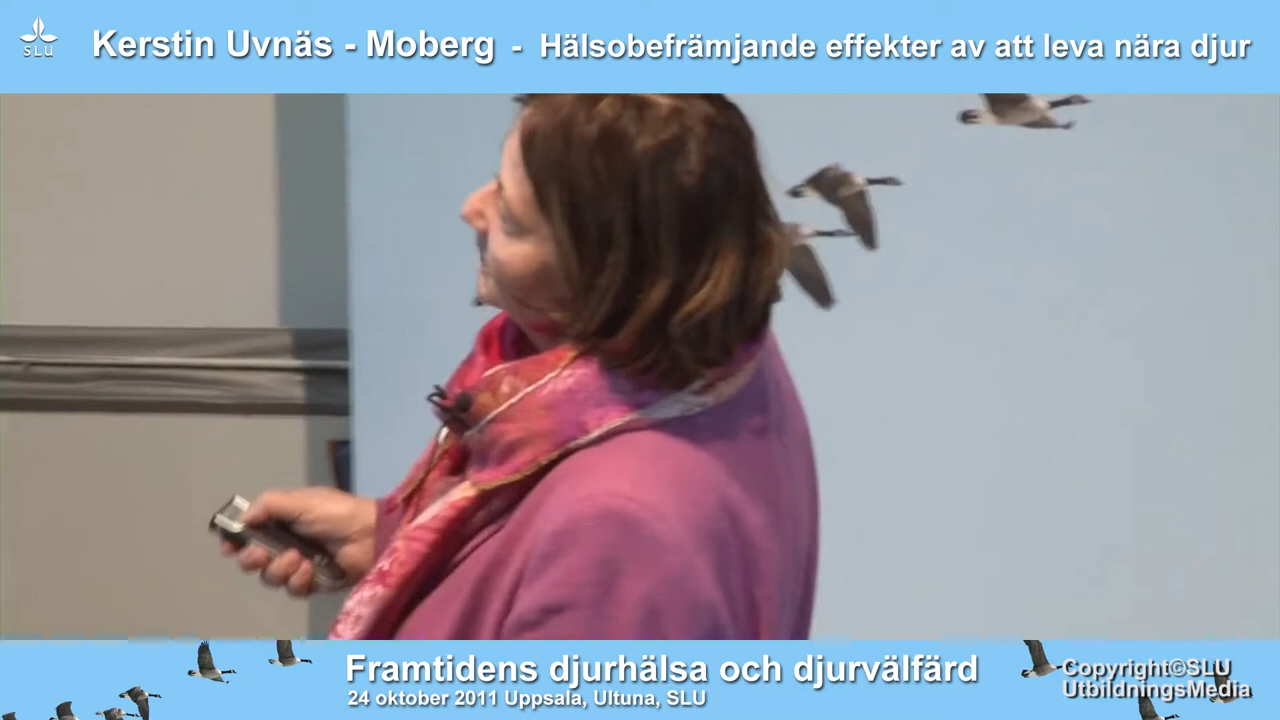 SLU
Kerstin Uvnäs - Moberg - Hälsobefrämjande effekter av att leva nära djur
Framtidens djurhälsa och djurvälfärd
24 oktober 2011 Uppsala, Ultuna, SLU
Copyright©SLU
UtbildningsMedia